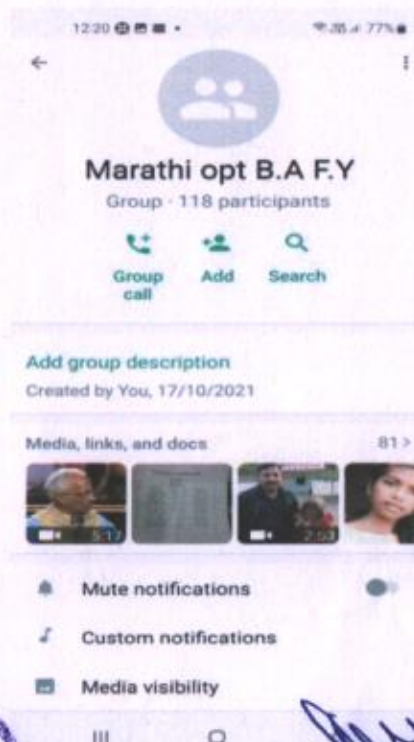 12:20
77%
Marathi opt B.A F.Y
Group · 118 participants
Group call
Add
Search
Add group description
Created by You, 17/10/2021
Media, links, and docs
81 >
5:17
2:53
Mute notifications
Custom notifications
Media visibility